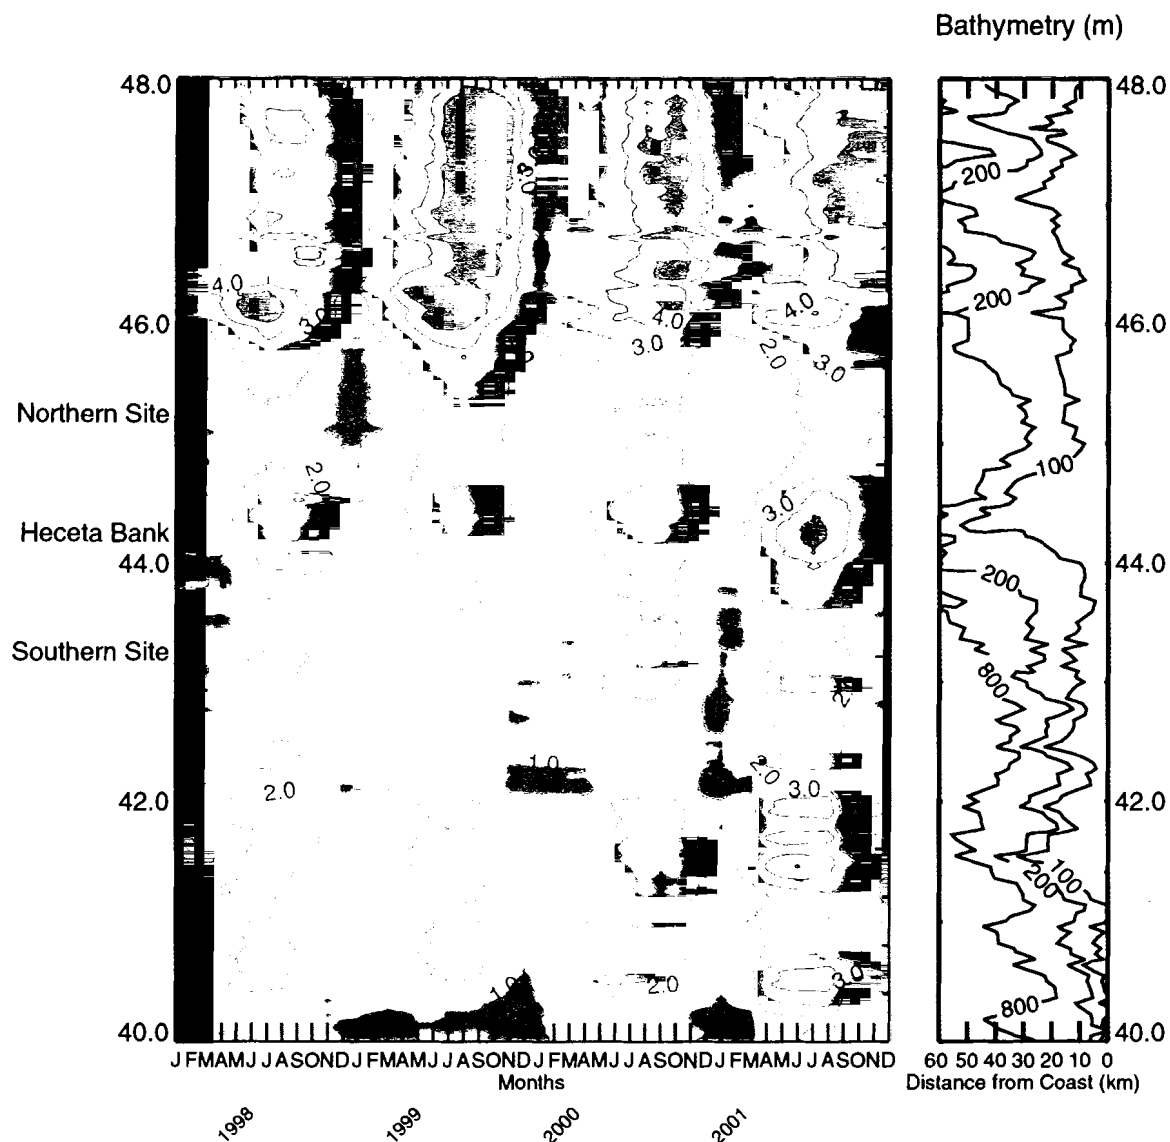 Bathymetry (m)
48.0 48.0
0.3
200
4.0 3.0 4.0 3.0 4.0 2.0 3.0 200
46.0 46.0
Northern Site
2.0 100
3.0
Heceta Bank
44.0 200 44.0
Southern Site
800
2.0 1.0 2.0 3.0
42.0 42.0
100
200
1.0 2.0 3.0
800
40.0 40.0
J FMAMJ J ASOND J FMAMJ J ASOND J FMAMJ J ASOND J FMAMJ J ASOND 60 50 40 30 20 10 0
Months Distance from Coast (km)
1998 1999 2000 2001